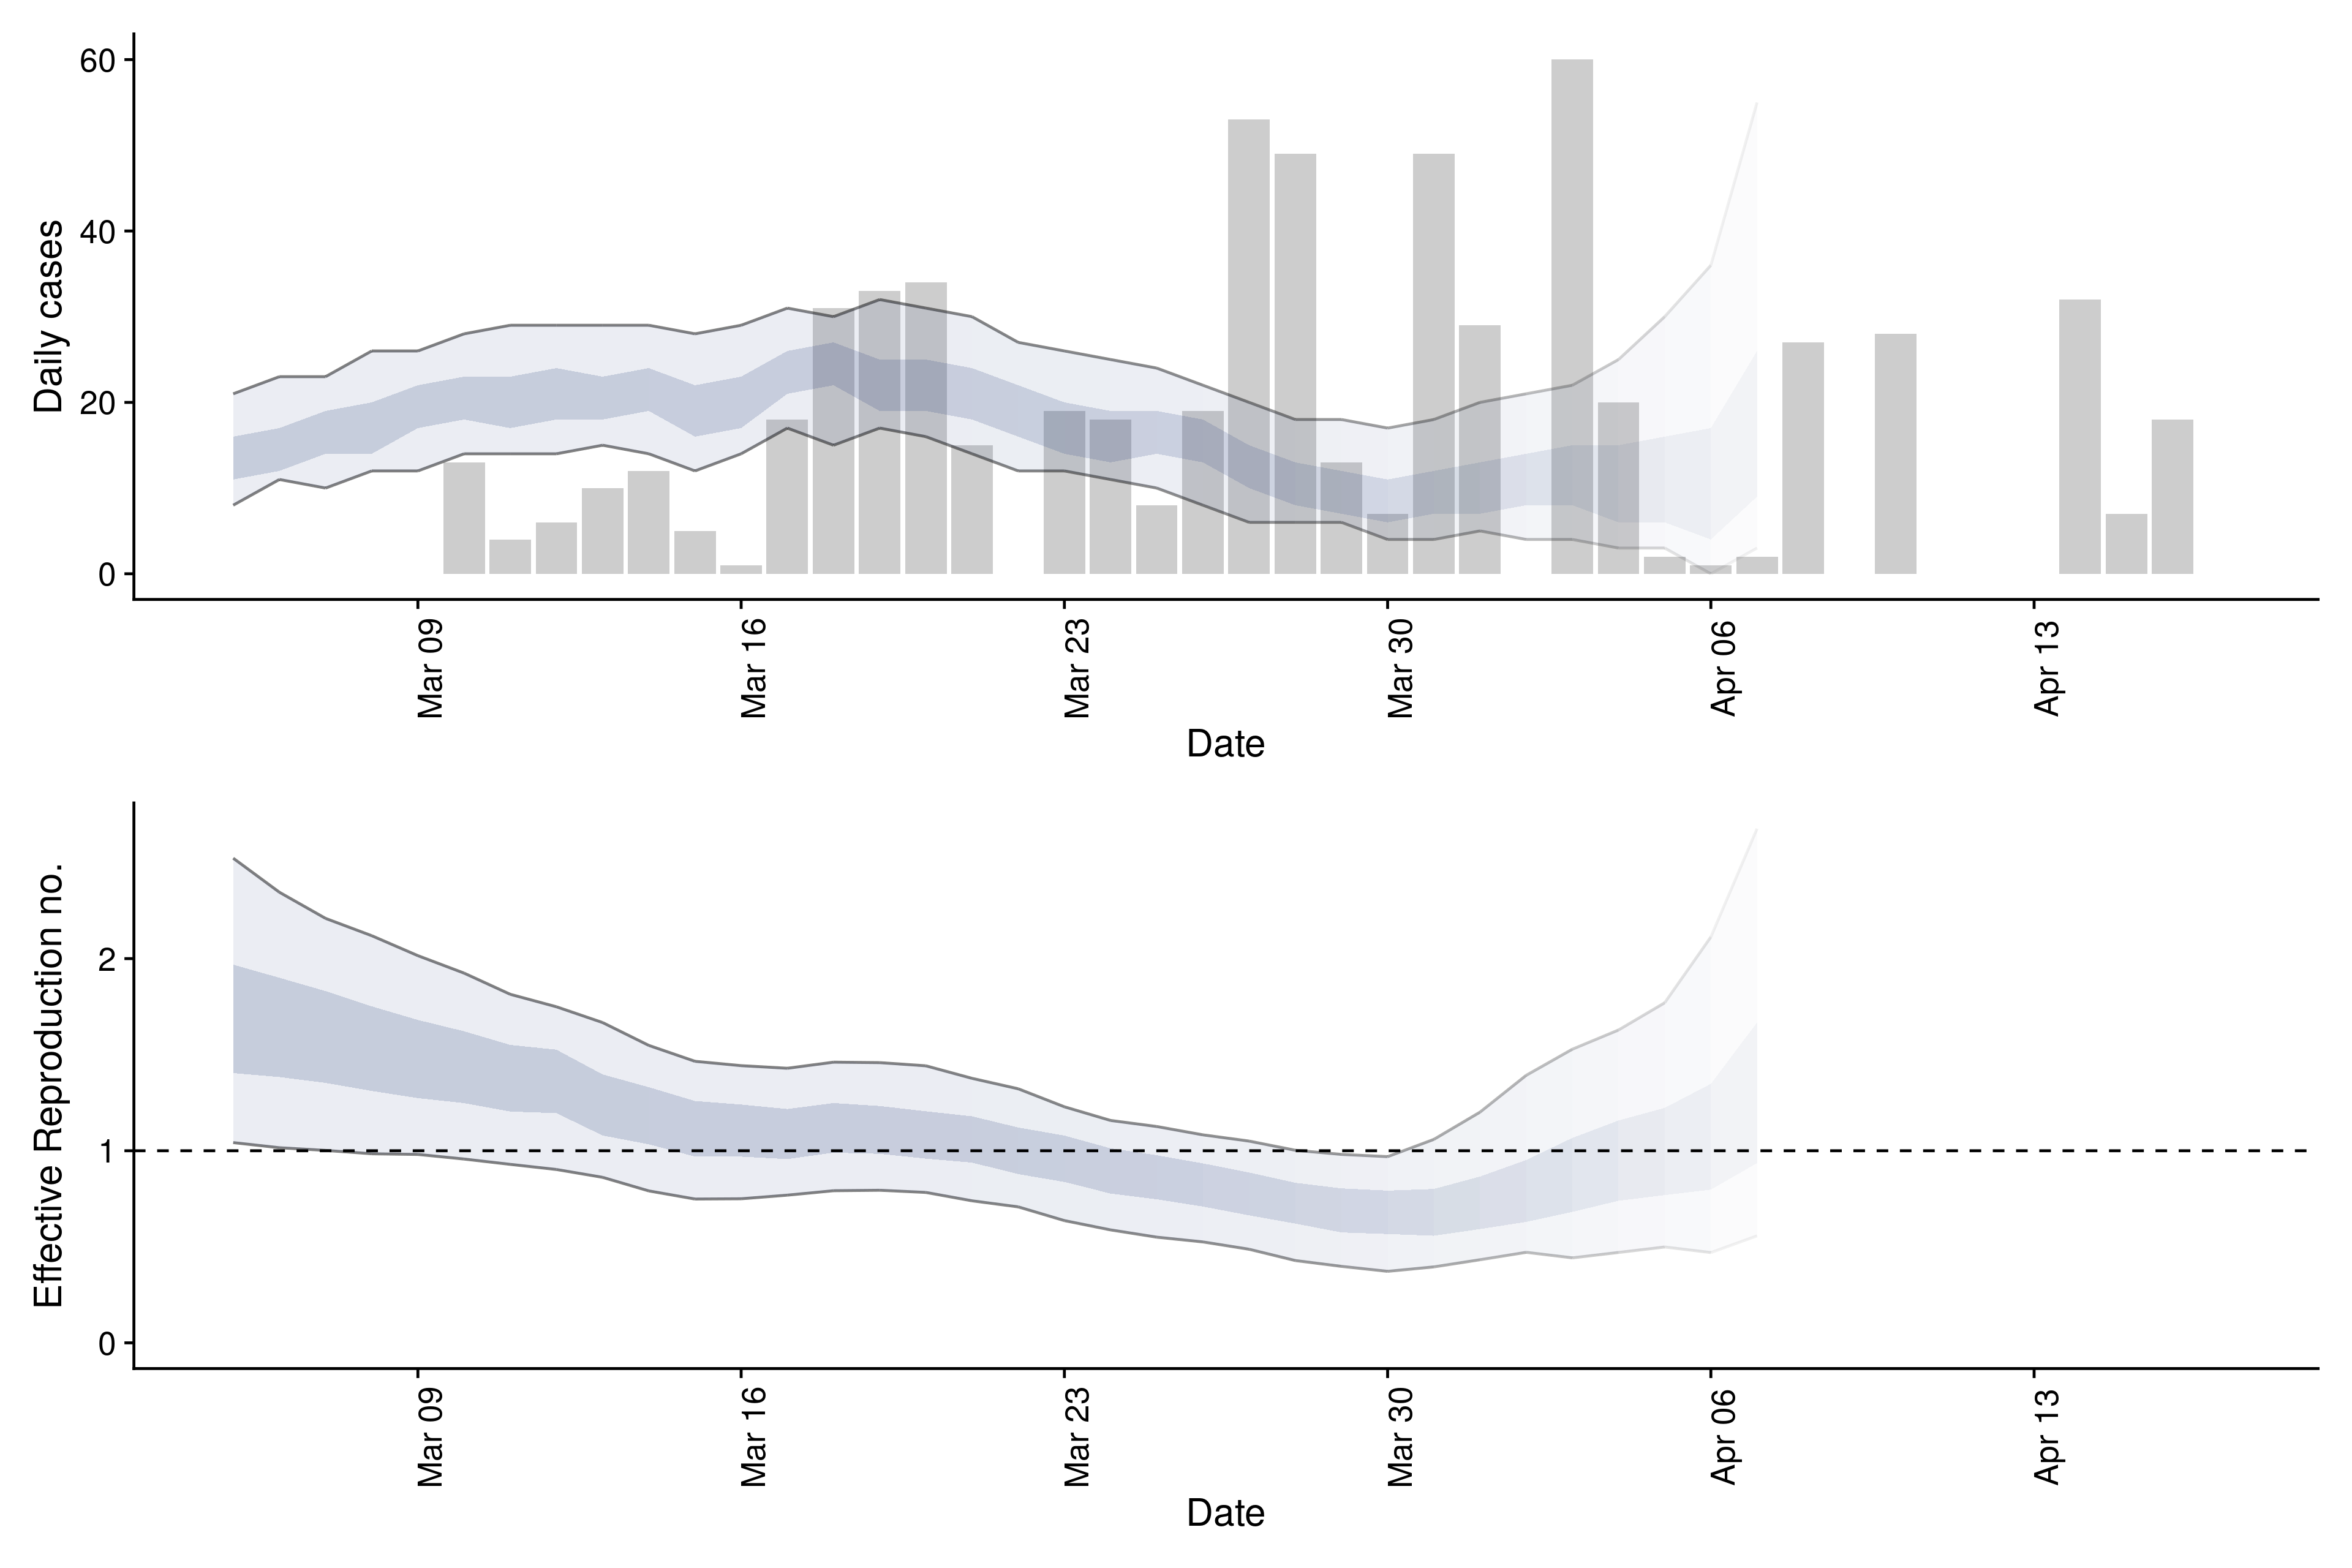 Daily cases
60
40
20
0
Mar 09
Mar 16
Mar 23
Mar 30
Apr 06
Apr 13
Date
Effective Reproduction no.
2
1
0
Mar 09
Mar 16
Mar 23
Mar 30
Apr 06
Apr 13
Date